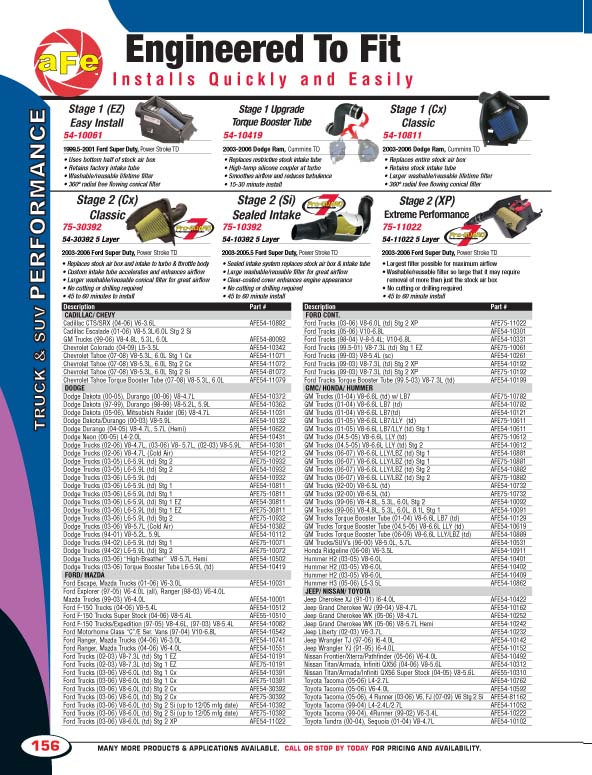 aFe
Engineered To Fit
Installs Quickly and Easily
TRUCK & SUV PERFORMANCE
Stage 1 (EZ)
Easy Install
54-10061
1999.5-2001 Ford Super Duty, Power Stroke TD
• Uses bottom half of stock air box
• Retains factory intake tube
• Washable/reusable lifetime filter
• 360° radial free flowing conical filter
Stage 1 Upgrade
Torque Booster Tube
54-10419
2003-2006 Dodge Ram, Cummins TD
• Replaces restrictive stock intake tube
• High-temp silicone coupler at turbo
• Smoothes airflow and reduces turbulence
• 15-30 minute install
Stage 1 (Cx)
Classic
54-10811
2003-2006 Dodge Ram, Cummins TD
• Replaces entire stock air box
• Retains stock intake tube
• Larger washable/reusable lifetime filter
• 360° radial free flowing conical filter
Stage 2 (Cx)
Classic
75-30392
54-30392 5 Layer
2003-2006 Ford Super Duty, Power Stroke TD
• Replaces stock air box and intake to turbo & throttle body
• Custom intake tube accelerates and enhances airflow
• Larger washable/reusable conical filter for great airflow
• No cutting or drilling required
• 45 to 60 minutes to install
Stage 2 (Si)
Sealed Intake
75-10392
54-10392 5 Layer
2003-2005.5 Ford Super Duty, Power Stroke TD
• Sealed intake system replaces stock air box & intake tube
• Large washable/reusable filter for great airflow
• Clear-coated cover enhances engine appearance
• No cutting or drilling required
• 45 to 60 minute install
Stage 2 (XP)
Extreme Performance
75-11022
54-11022 5 Layer
2003-2006 Ford Super Duty, Power Stroke TD
• Largest filter possible for maximum airflow
• Washable/reusable filter so large that it may require
removal of more than just the stock air box
• No cutting or drilling required
• 45 to 60 minute install
Description Part #
CADILLAC/ CHEVY
Cadillac CTS/SRX (04-06) V6-3.6L AFE54-10892
Cadillac Escalade (01-06) V8-5.3L/6.0L Stg 2 Si
GM Trucks (99-06) V8-4.8L, 5.3L, 6.0L AFE54-80092
Chevrolet Colorado (04-09) L5-3.5L AFE54-10342
Chevrolet Tahoe (07-08) V8-5.3L, 6.0L Stg 1 Cx AFE54-11071
Chevrolet Tahoe (07-08) V8-5.3L, 6.0L Stg 2 Cx AFE54-11072
Chevrolet Tahoe (07-08) V8-5.3L, 6.0L Stg 2 Si AFE54-81072
Chevrolet Tahoe Torque Booster Tube (07-08) V8-5.3L, 6.0L AFE54-11079
DODGE
Dodge Dakota (00-05), Durango (00-06) V8-4.7L AFE54-10372
Dodge Dakota (97-99), Durango (98-99) V8-5.2L, 5.9L AFE54-10362
Dodge Dakota (05-06), Mitsubishi Raider (06) V8-4.7L AFE54-11031
Dodge Dakota/Durango (00-03) V8-5.9L AFE54-10132
Dodge Durango (04-05) V8-4.7L, 5.7L (Hemi) AFE54-10622
Dodge Neon (00-05) L4-2.0L AFE54-10431
Dodge Trucks (02-06) V8-4.7L, (03-06) V8- 5.7L, (02-03) V8-5.9L AFE54-10381
Dodge Trucks (02-06) V8-4.7L (Cold Air) AFE54-10212
Dodge Trucks (03-06) L6-5.9L (td) Stg 2 AFE54-10932
Dodge Trucks (03-06) L6-5.9L (td) Stg 2 AFE54-10932
Dodge Trucks (03-06) L6-5.9L (td) AFE54-10932
Dodge Trucks (03-06) L6-5.9L (td) Stg 1 AFE54-10811
Dodge Trucks (03-06) L6-5.9L (td) Stg 1 AFE75-10811
Dodge Trucks (03-06) L6-5.9L (td) Stg 1 EZ AFE54-30811
Dodge Trucks (03-06) L6-5.9L (td) Stg 1 EZ AFE75-30811
Dodge Trucks (03-06) L6-5.9L (td) Stg 2 AFE75-10932
Dodge Trucks (03-06) V8-5.7L (Cold Air) AFE54-10382
Dodge Trucks (94-01) V8-5.2L, 5.9L AFE54-10112
Dodge Trucks (94-02) L6-5.9L (td) Stg 1 AFE75-10071
Dodge Trucks (94-02) L6-5.9L (td) Stg 2 AFE75-10072
Dodge Trucks (03-06) "High-Breather" V8-5.7L Hemi AFE54-10502
Dodge Trucks (03-06) Torque Booster Tube L6-5.9L (td) AFE54-10419
FORD/ MAZDA
Ford Escape, Mazda Trucks (01-06) V6-3.0L AFE54-10031
Ford Explorer (97-05) V6-4.0L (all), Ranger (98-03) V6-4.0L
Mazda Trucks (99-03) V6-4.0L AFE54-10001
Ford F-150 Trucks (04-06) V8-5.4L AFE54-10512
Ford F-150 Trucks Super Stock (04-06) V8-5.4L AFE55-10510
Ford F-150 Trucks/Expedition (97-05) V8-4.6L, (97-03) V8-5.4L AFE54-10082
Ford Motorhome Class "C"/E Ser. Vans (97-04) V10-6.8L AFE54-10542
Ford Ranger, Mazda Trucks (04-06) V6-3.0L AFE54-10741
Ford Ranger, Mazda Trucks (04-06) V6-4.0L AFE54-10551
Ford Trucks (02-03) V8-7.3L (td) Stg 1 EZ AFE54-10191
Ford Trucks (02-03) V8-7.3L (td) Stg 1 EZ AFE75-10191
Ford Trucks (03-06) V8-6.0L (td) Stg 1 Cx AFE54-10391
Ford Trucks (03-06) V8-6.0L (td) Stg 1 Cx AFE75-10391
Ford Trucks (03-06) V8-6.0L (td) Stg 2 Cx AFE54-30392
Ford Trucks (03-06) V8-6.0L (td) Stg 2 Cx AFE75-30392
Ford Trucks (03-06) V8-6.0L (td) Stg 2 Si (up to 12/05 mfg date) AFE54-10392
Ford Trucks (03-06) V8-6.0L (td) Stg 2 Si (up to 12/05 mfg date) AFE75-10392
Ford Trucks (03-06) V8-6.0L (td) Stg 2 XP AFE54-11022
Description Part #
FORD CONT.
Ford Trucks (03-06) V8-6.0L (td) Stg 2 XP AFE75-11022
Ford Trucks (05-06) V10-6.8L AFE54-10301
Ford Trucks (98-04) V-8-5.4L; V10-6.8L AFE54-10331
Ford Trucks (99.5-01) V8-7.3L (td) Stg 1 EZ AFE75-10061
Ford Trucks (99-03) V8-5.4L (sc) AFE54-10261
Ford Trucks (99-03) V8-7.3L (td) Stg 2 XP AFE54-10192
Ford Trucks (99-03) V8-7.3L (td) Stg 2 XP AFE75-10192
Ford Trucks Torque Booster Tube (99.5-03) V8-7.3L (td) AFE54-10199
GMC/ HONDA/ HUMMER
GM Trucks (01-04) V8-6.6L (td) w/ LB7 AFE75-10782
GM Trucks (01-04) V8-6.6L LB7 (td) AFE54-10782
GM Trucks (01-04) V8-6.6L LB7(td) AFE54-10121
GM Trucks (01-05) V8-6.6L LB7/LLY (td) AFE54-10611
GM Trucks (01-05) V8-6.6L LB7/LLY (td) Stg 1 AFE75-10611
GM Trucks (04.5-05) V8-6.6L LLY (td) AFE75-10612
GM Trucks (04.5-05) V8-6.6L LLY (td) Stg 2 AFE54-10612
GM Trucks (06-07) V8-6.6L LLY/LBZ (td) Stg 1 AFE54-10881
GM Trucks (06-07) V8-6.6L LLY/LBZ (td) Stg 1 AFE75-10881
GM Trucks (06-07) V8-6.6L LLY/LBZ (td) Stg 2 AFE54-10882
GM Trucks (06-07) V8-6.6L LLY/LBZ (td) Stg 2 AFE75-10882
GM Trucks (92-00) V8-6.5L (td) AFE54-10732
GM Trucks (92-00) V8-6.5L (td) AFE75-10732
GM Trucks (99-06) V8-4.8L, 5.3L, 6.0L Stg 2 AFE54-10092
GM Trucks (99-06) V8-4.8L, 5.3L, 6.0L, 8.1L Stg 1 AFE54-10091
GM Trucks Torque Booster Tube (01-04) V8-6.6L LB7 (td) AFE54-10129
GM Trucks Torque Booster Tube (04.5-05) V8-6.6L LLY (td) AFE54-10619
GM Trucks Torque Booster Tube (06-09) V8-6.6L LLY/LBZ (td) AFE54-10889
GM Trucks/SUV's (96-00) V8-5.0L, 5.7L AFE54-10531
Honda Ridgeline (06-08) V6-3.5L AFE54-10911
Hummer H2 (03-05) V8-6.0L AFE54-10401
Hummer H2 (03-05) V8-6.0L AFE54-10402
Hummer H2 (03-05) V8-6.0L AFE54-10409
Hummer H3 (05-06) L5-3.5L AFE54-10862
JEEP/ NISSAN/ TOYOTA
Jeep Cherokee XJ (91-01) I6-4.0L AFE54-10422
Jeep Grand Cherokee WJ (99-04) V8-4.7L AFE54-10162
Jeep Grand Cherokee WK (05-06) V8-4.7L AFE54-10252
Jeep Grand Cherokee WK (05-06) V8-5.7L Hemi AFE54-10242
Jeep Liberty (02-03) V6-3.7L AFE54-10232
Jeep Wrangler TJ (97-06) I6-4.0L AFE54-10142
Jeep Wrangler YJ (91-95) I6-4.0L AFE54-10152
Nissan Frontier/Xterra/Pathfinder (05-06) V6-4.0L AFE54-10492
Nissan Titan/Armada, Infiniti QX56 (04-06) V8-5.6L AFE54-10312
Nissan Titan/Armada/Infiniti QX56 Super Stock (04-05) V8-5.6L AFE55-10310
Toyota Tacoma (05-06) L4-2.7L AFE54-10762
Toyota Tacoma (05-06) V6-4.0L AFE54-10592
Toyota Tacoma (05-06), 4 Runner (03-06) V6, FJ (07-09) V6 Stg.2 Si AFE54-81162
Toyota Tacoma (99-04) L4-2.4L/2.7L AFE54-11052
Toyota Tacoma (99-04), 4Runner (99-02) V6-3.4L AFE54-10222
Toyota Tundra (00-04), Sequoia (01-04) V8-4.7L AFE54-10102
156
MANY MORE PRODUCTS & APPLICATIONS AVAILABLE. CALL OR STOP BY TODAY FOR PRICING AND AVAILABILITY.